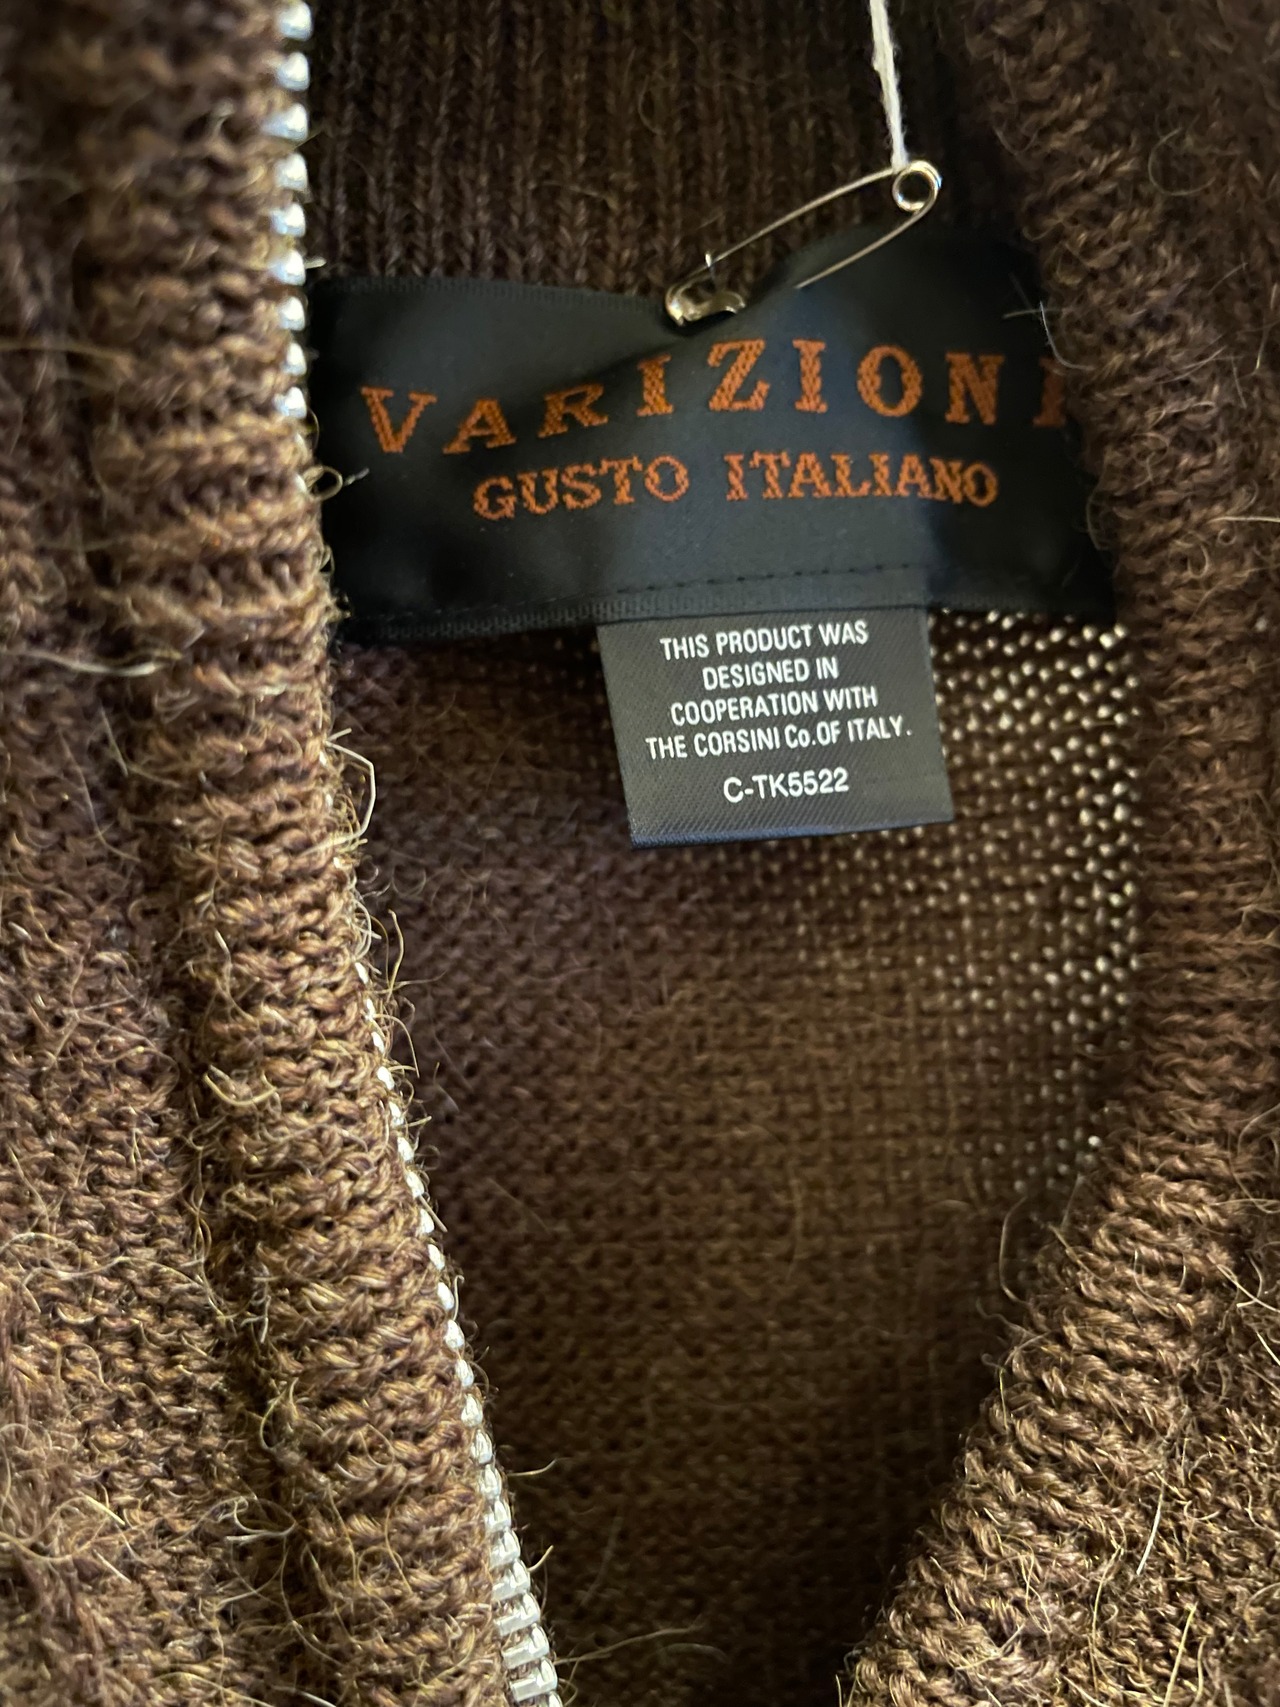 VARIZIONI
GUSTO ITALIANO
THIS PRODUCT WAS
DESIGNED IN
COOPERATION WITH
THE CORSINI Co.OF ITALY.
C-TK5522